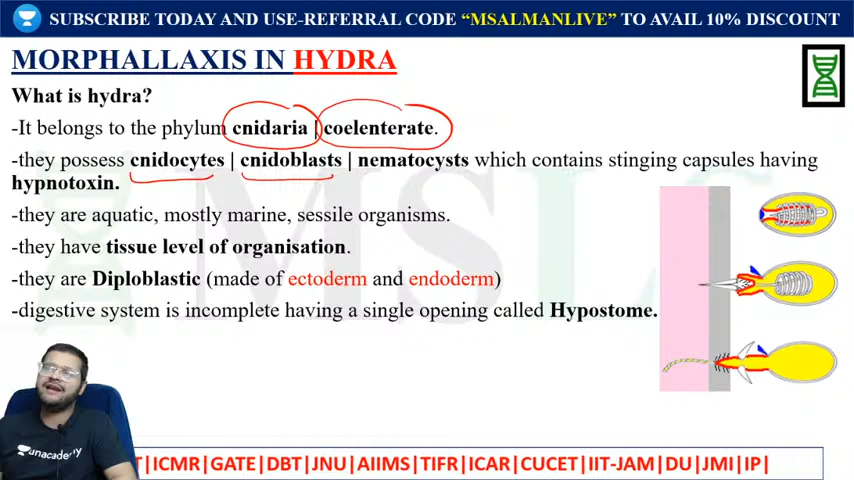 SUBSCRIBE TODAY AND USE-REFERRAL CODE “MSALMANLIVE” TO AVAIL 10% DISCOUNT
MORPHALLAXIS IN HYDRA
What is hydra?
-It belongs to the phylum cnidaria | coelenterate.
-they possess cnidocytes | cnidoblasts | nematocysts which contains stinging capsules having
hypnotoxin.
-they are aquatic, mostly marine, sessile organisms.
-they have tissue level of organisation.
-they are Diploblastic (made of ectoderm and endoderm)
-digestive system is incomplete having a single opening called Hypostome.
MSLC
unacademy
|ICMR|GATE|DBT|JNU|AIIMS|TIFR|ICAR|CUCET|IIT-JAM|DU|JMI|IP|